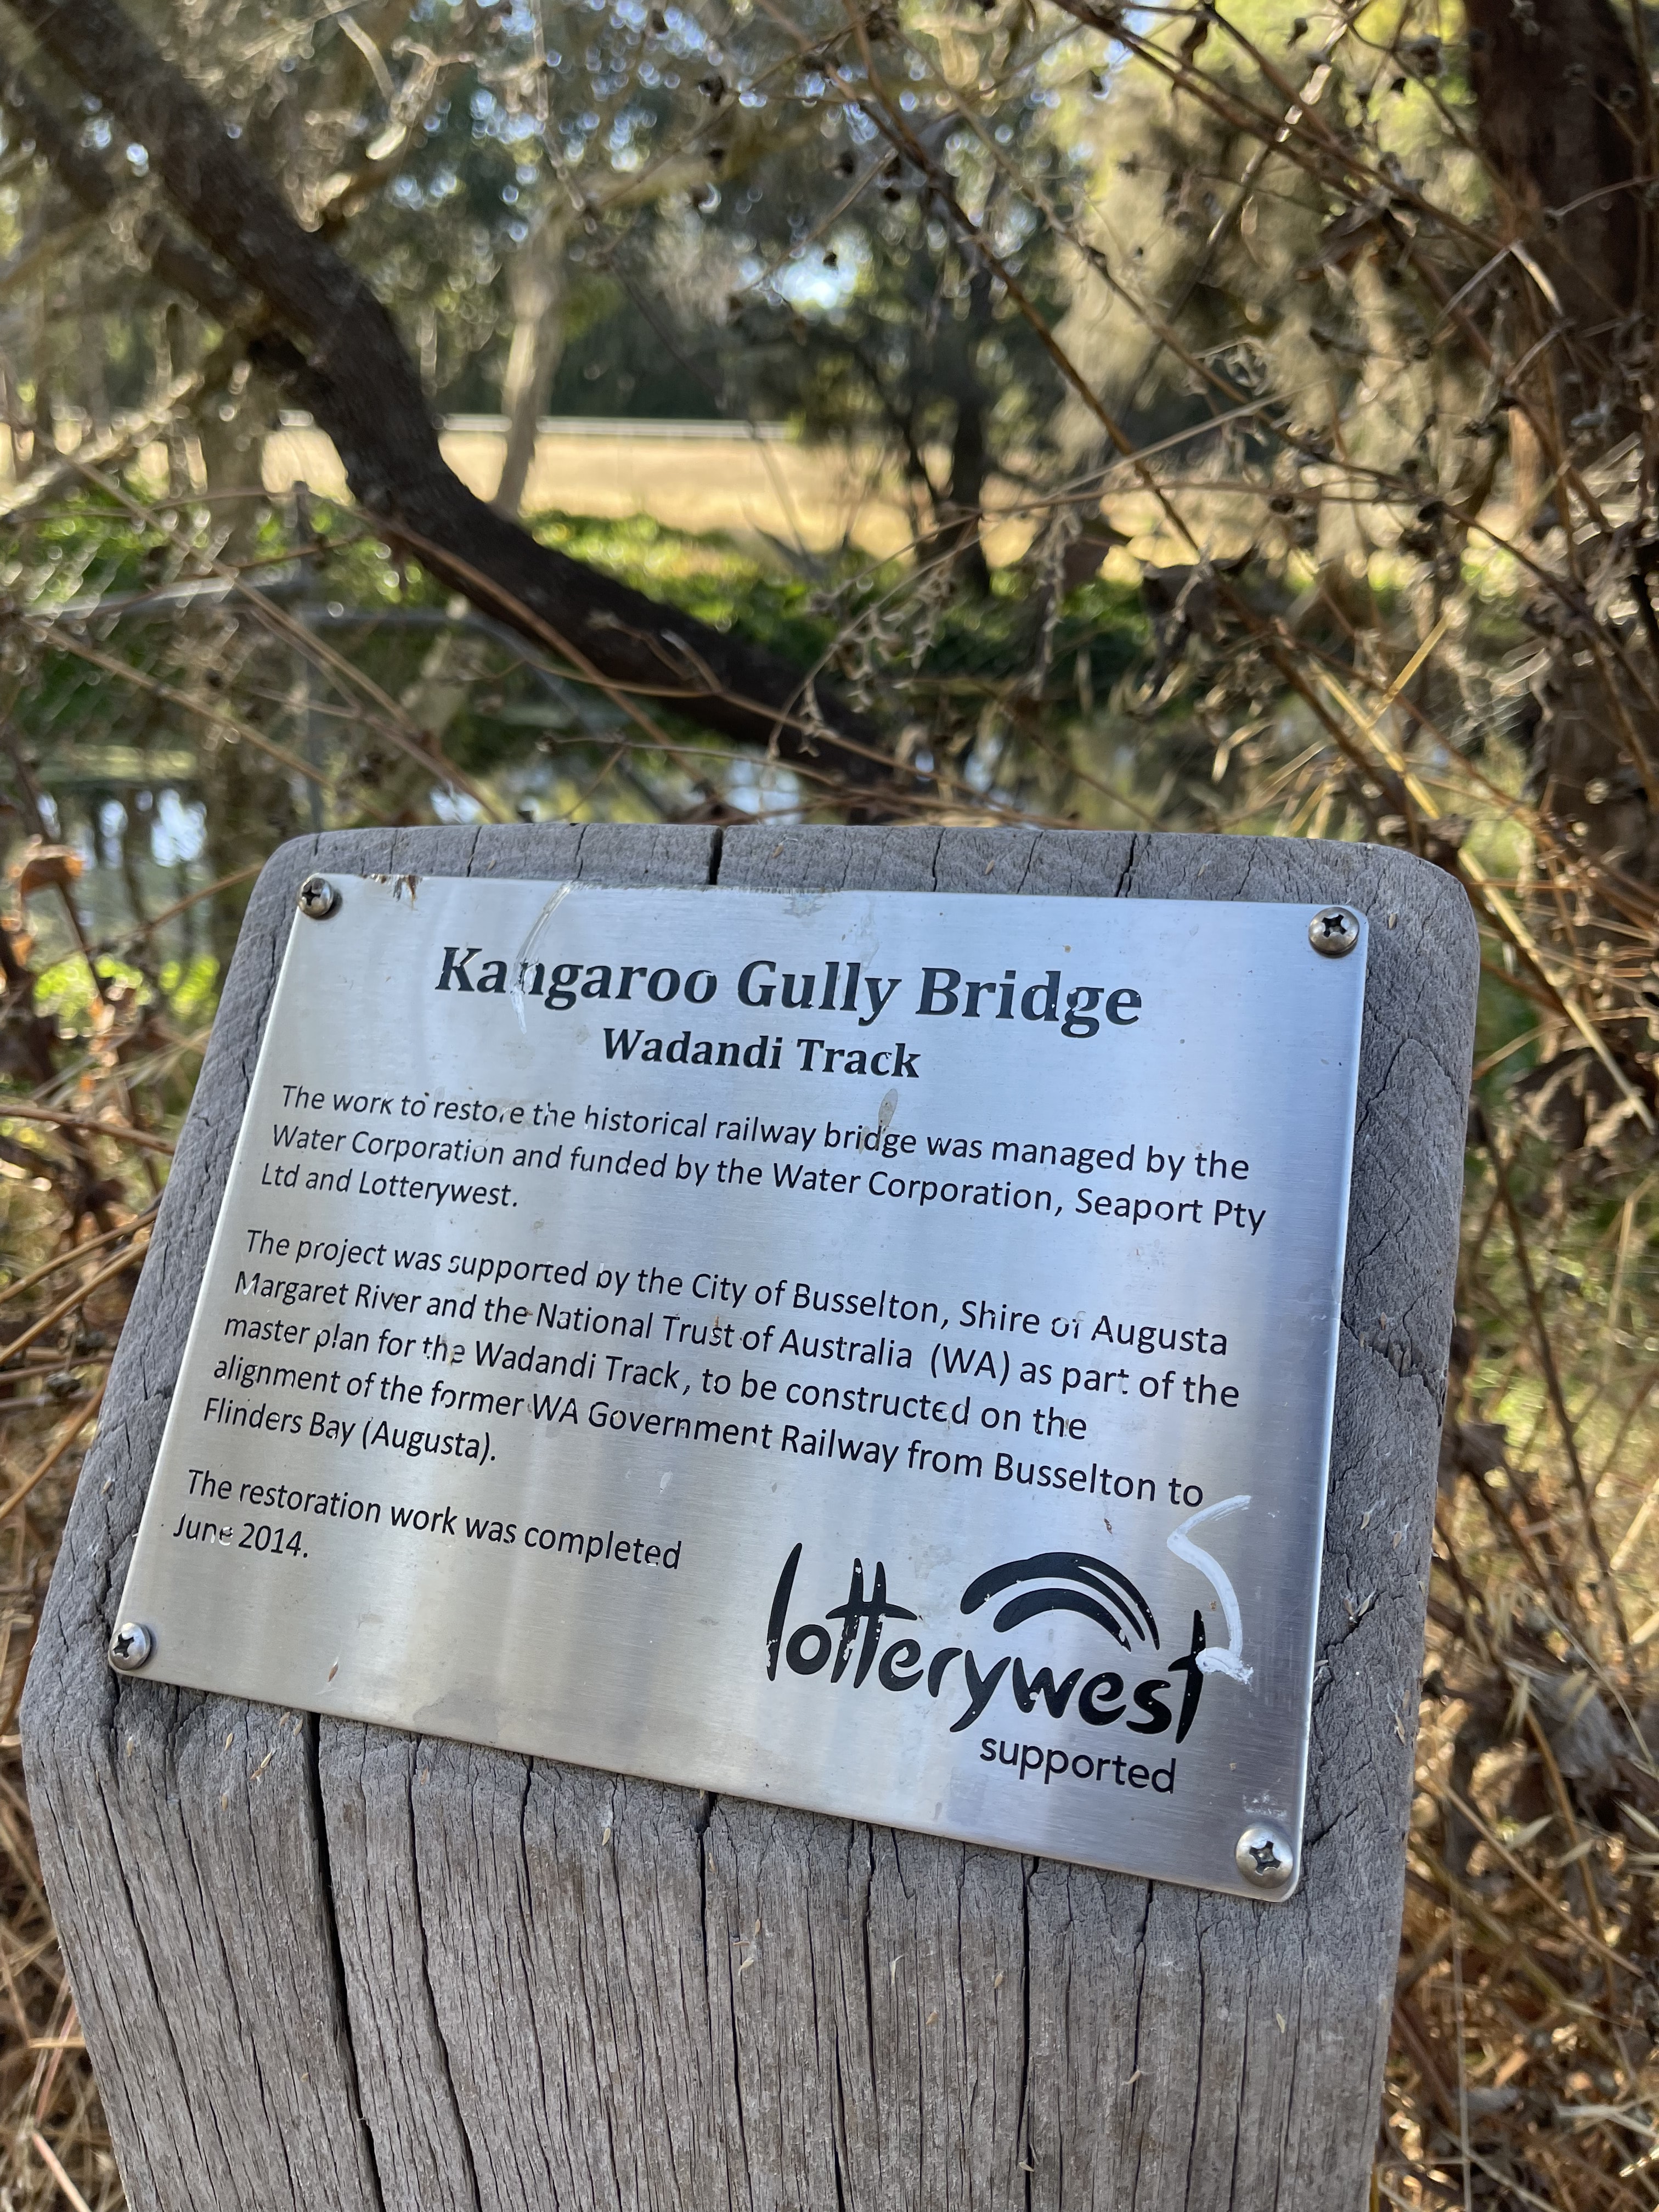 Kangaroo Gully Bridge
Wadandi Track
The work to restore the historical railway bridge was managed by the
Water Corporation and funded by the Water Corporation, Seaport Pty
Ltd and Lotterywest.
The project was supported by the City of Busselton, Shire of Augusta
Margaret River and the National Trust of Australia (WA) as part of the
master plan for the Wadandi Track, to be constructed on the
alignment of the former WA Government Railway from Busselton to
Flinders Bay (Augusta).
The restoration work was completed
June 2014.
lotterywest
supported